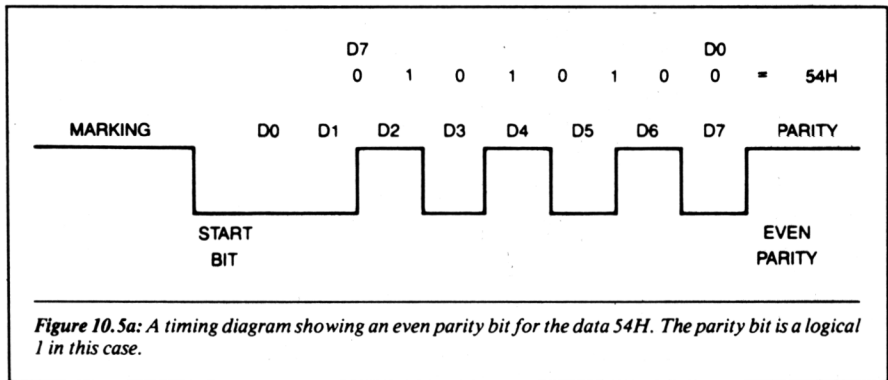 D7 D0
0 1 0 1 0 1 0 0 = 54H
MARKING D0 D1 D2 D3 D4 D5 D6 D7 PARITY
START EVEN
BIT PARITY
Figure 10.5a: A timing diagram showing an even parity bit for the data 54H. The parity bit is a logical
1 in this case.